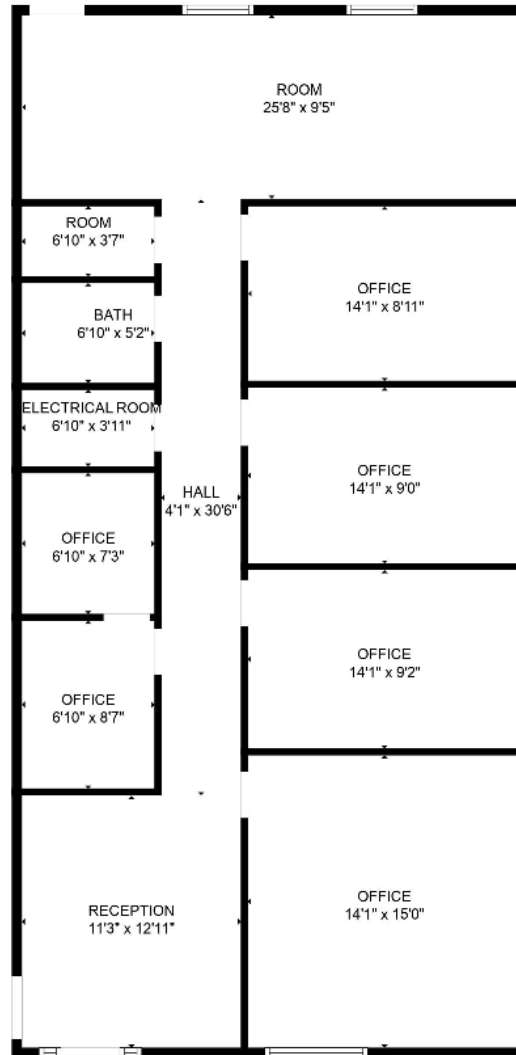 ROOM
25'8" x 9'5"
ROOM
6'10" x 3'7"
OFFICE
14'1" x 8'11"
BATH
6'10" x 5'2"
ELECTRICAL ROOM
6'10" x 3'11"
OFFICE
14'1" x 9'0"
HALL
4'1" x 30'6"
OFFICE
6'10" x 7'3"
OFFICE
14'1" x 9'2"
OFFICE
6'10" x 8'7"
OFFICE
14'1" x 15'0"
RECEPTION
11'3" x 12'11"